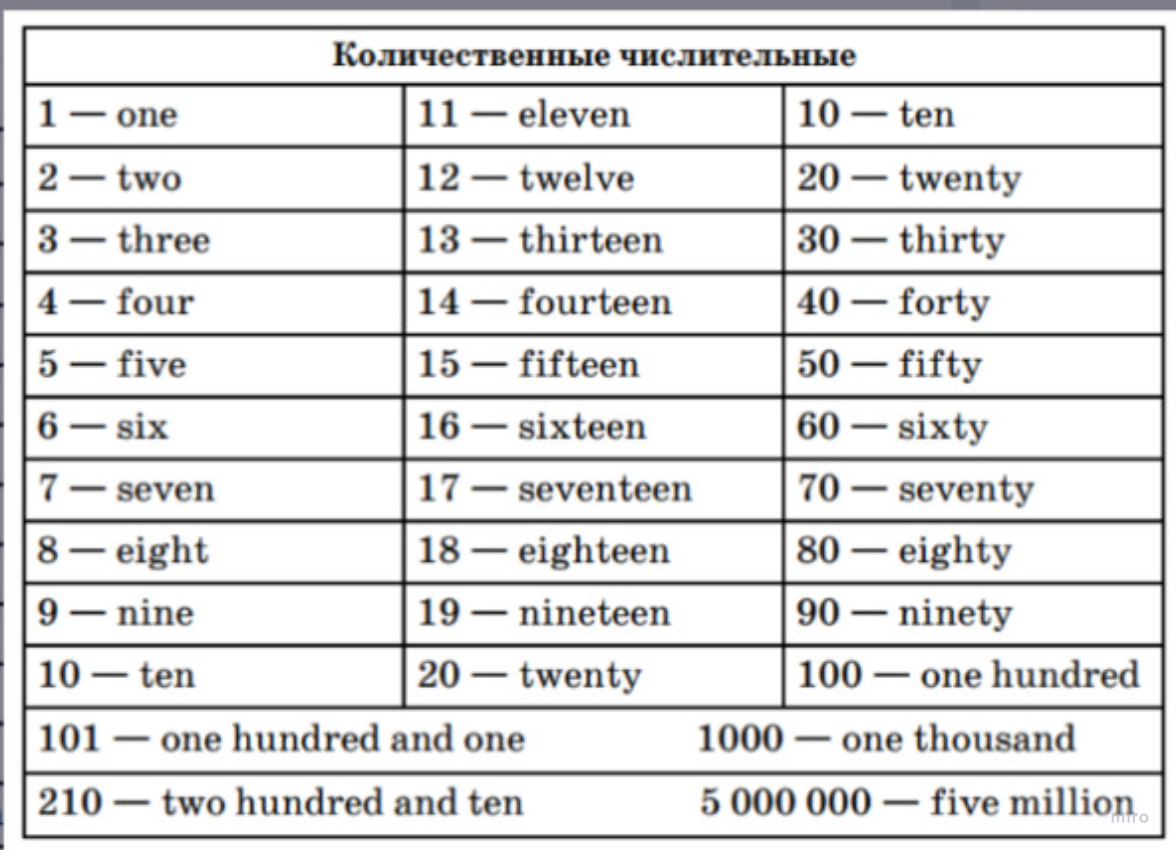 Количественные числительные
1 — one 11 — eleven 10 — ten
2 — two 12 — twelve 20 — twenty
3 — three 13 — thirteen 30 — thirty
4 — four 14 — fourteen 40 — forty
5 — five 15 — fifteen 50 — fifty
6 — six 16 — sixteen 60 — sixty
7 — seven 17 — seventeen 70 — seventy
8 — eight 18 — eighteen 80 — eighty
9 — nine 19 — nineteen 90 — ninety
10 — ten 20 — twenty 100 — one hundred
101 — one hundred and one 1000 — one thousand
210 — two hundred and ten 5 000 000 — five million
miro